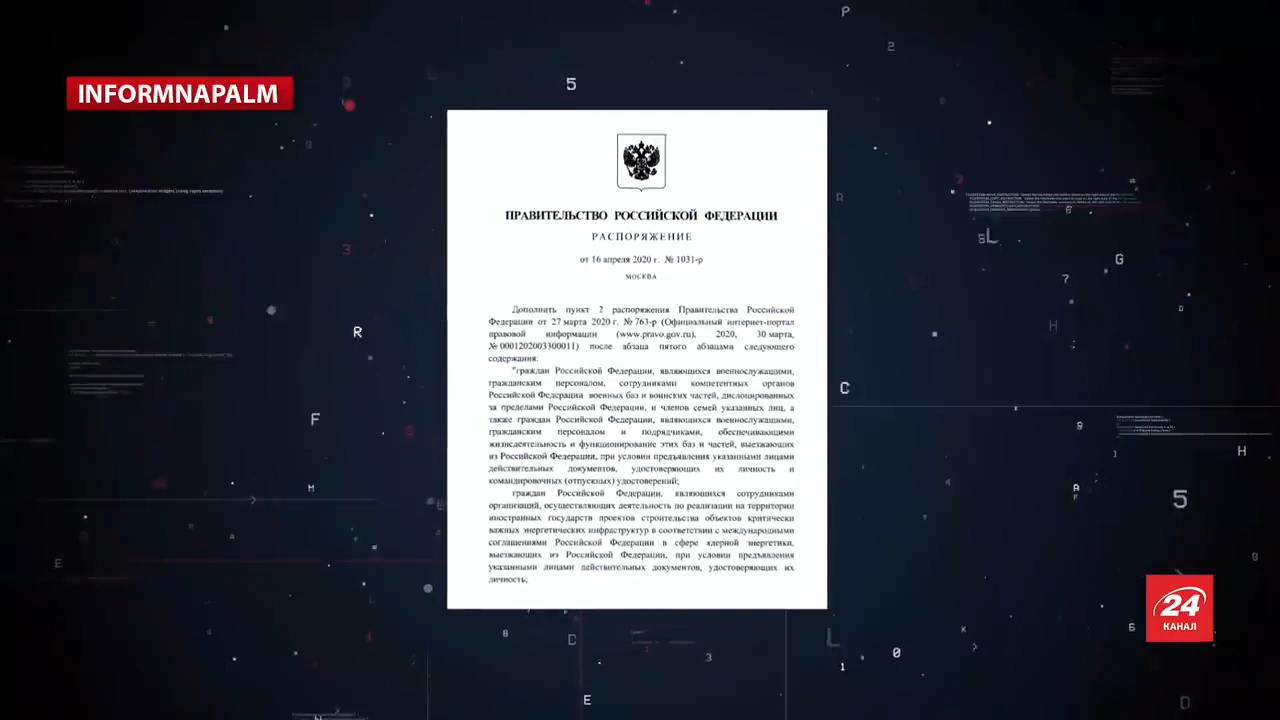 INFORMNAPALM
ПРАВИТЕЛЬСТВО РОССИЙСКОЙ ФЕДЕРАЦИИ
РАСПОРЯЖЕНИЕ
от 16 апреля 2020 г. № 1031-р
МОСКВА
Дополнить пункт 2 распоряжения Правительства Российской
Федерации от 27 марта 2020 г. № 763-р (Официальный интернет-портал
правовой информации (www.pravo.gov.ru), 2020, 30 марта,
№ 0001202003300011) после абзаца пятого абзацами следующего
содержания:
"граждан Российской Федерации, являющихся военнослужащими,
гражданским персоналом, сотрудниками компетентных органов
Российской Федерации военных баз и воинских частей, дислоцированных
за пределами Российской Федерации, и членов семей указанных лиц, а
также граждан Российской Федерации, являющихся военнослужащими,
гражданским персоналом и подрядчиками, обеспечивающими
жизнедеятельность и функционирование этих баз и частей, выезжающих
из Российской Федерации, при условии предъявления указанными лицами
действительных документов, удостоверяющих их личность и
командировочных (отпускных) удостоверений;
граждан Российской Федерации, являющихся сотрудниками
организаций, осуществляющих деятельность по реализации на территории
иностранных государств проектов строительства объектов критически
важных энергетических инфраструктур в соответствии с международными
соглашениями Российской Федерации в сфере ядерной энергетики,
выезжающих из Российской Федерации, при условии предъявления
указанными лицами действительных документов, удостоверяющих их
личность;
24
КАНАЛ